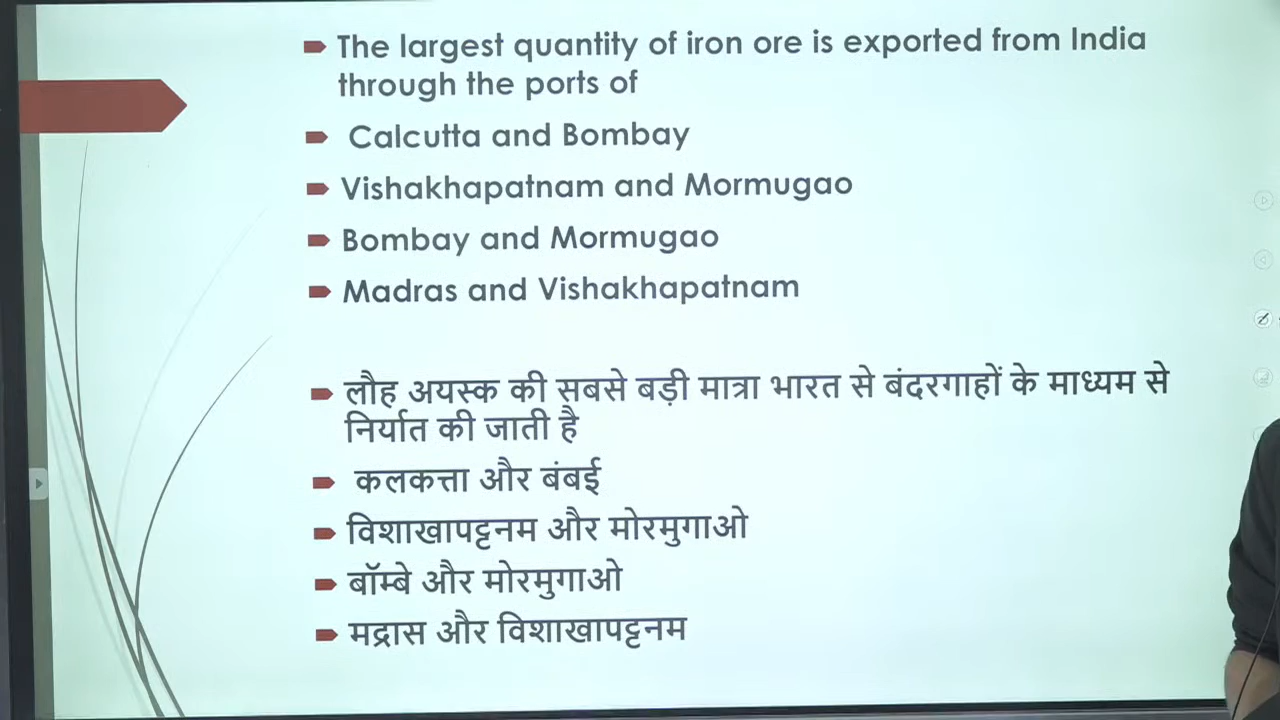 The largest quantity of iron ore is exported from India
through the ports of
Calcutta and Bombay
Vishakhapatnam and Mormugao
Bombay and Mormugao
Madras and Vishakhapatnam
लौह अयस्क की सबसे बड़ी मात्रा भारत से बंदरगाहों के माध्यम से
निर्यात की जाती है
कलकत्ता और बंबई
विशाखापट्टनम और मोरमुगाओ
बॉम्बे और मोरमुगाओ
मद्रास और विशाखापट्टनम